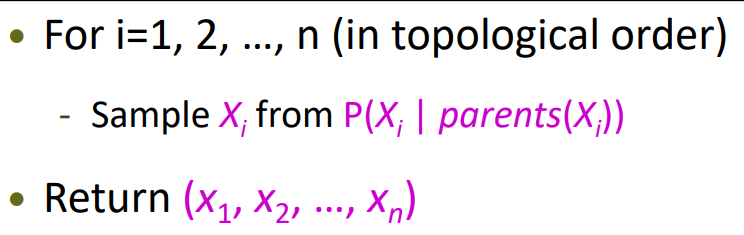 • For i=1, 2, …, n (in topological order)
- Sample Xᵢ from P(Xᵢ | parents(Xᵢ))
• Return (x₁, x₂, …, xₙ)